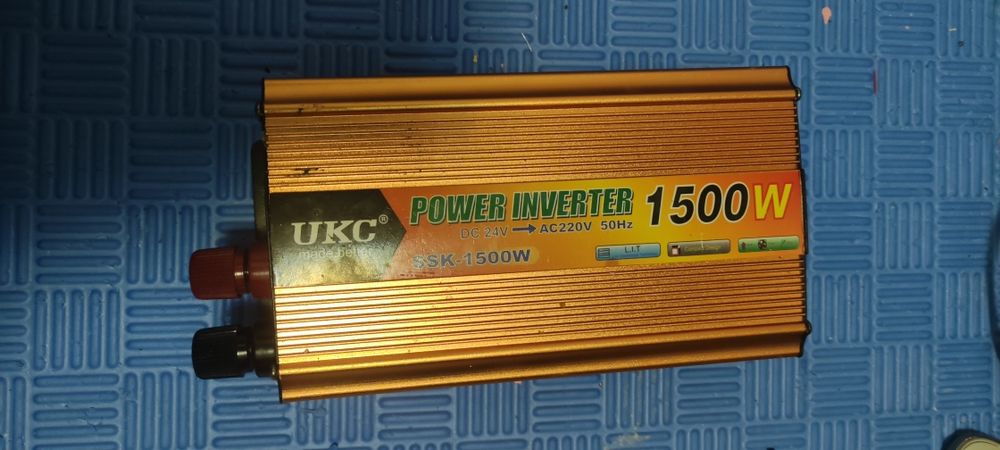 UKC®
made better
POWER INVERTER 1500W
DC 24V → AC220V 50Hz
SSK-1500W
L.I.T